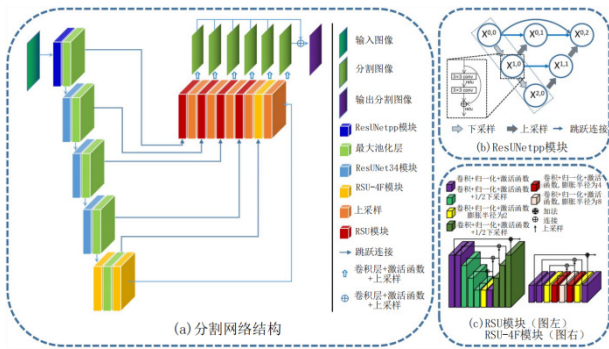 输入图像
分割图像
输出分割图像
ResUNetpp模块
最大池化层
ResUNet34模块
RSU-4F模块
上采样
RSU模块
跳跃连接
卷积层+激活函数
+上采样
卷积层+激活函数
+上采样
(a)分割网络结构
X0,0
X0,1
X0,2
X1,0
X1,1
X2,0
3×3 conv
3×3 conv
下采样
上采样
跳跃连接
(b)ResUNetpp模块
卷积+归一化+激活函数
卷积+归一化+激活函数
+1/2下采样
卷积+归一化+激活
函数,膨胀半径为2
卷积+归一化+激活函数
+1/2上采样
卷积+归一化+激活
函数,膨胀半径为4
卷积+归一化+激活
函数,膨胀半径为8
加法
连接
上采样
(c)RSU模块（图左）
RSU-4F模块（图右）